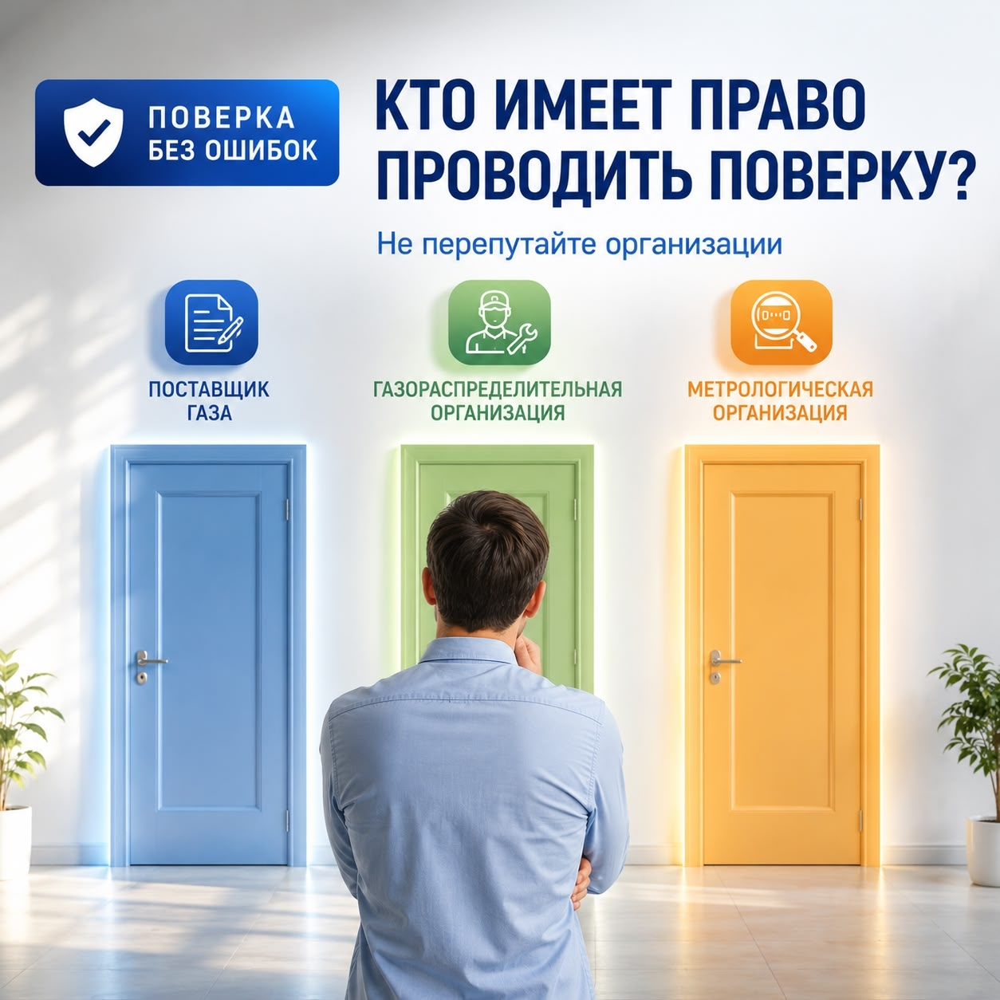 ПОВЕРКА
БЕЗ ОШИБОК
КТО ИМЕЕТ ПРАВО
ПРОВОДИТЬ ПОВЕРКУ?
Не перепутайте организации
ПОСТАВЩИК
ГАЗА
ГАЗОРАСПРЕДЕЛИТЕЛЬНАЯ
ОРГАНИЗАЦИЯ
МЕТРОЛОГИЧЕСКАЯ
ОРГАНИЗАЦИЯ